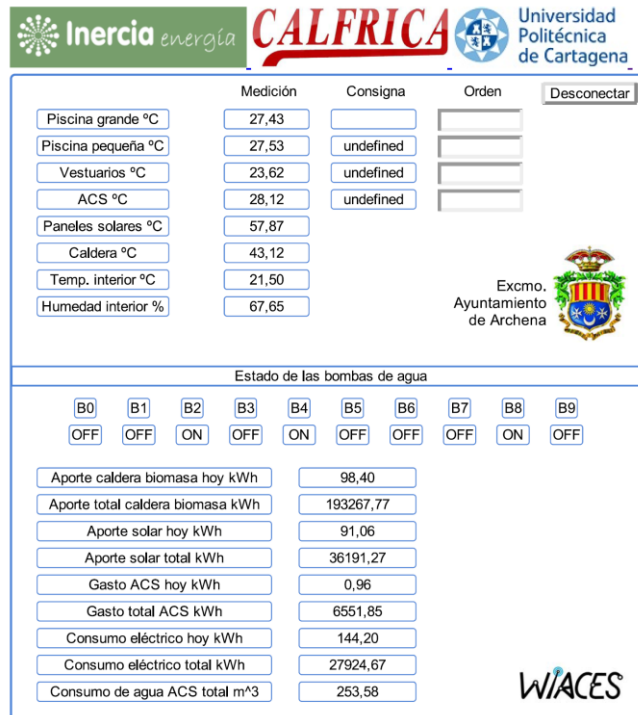 Inercia energía CALFRICA Universidad
Politécnica
de Cartagena
Medición Consigna Orden Desconectar
Piscina grande ºC 27,43
Piscina pequeña ºC 27,53 undefined
Vestuarios ºC 23,62 undefined
ACS ºC 28,12 undefined
Paneles solares ºC 57,87
Caldera ºC 43,12
Temp. interior ºC 21,50
Humedad interior % 67,65
Excmo.
Ayuntamiento
de Archena
Estado de las bombas de agua
B0 B1 B2 B3 B4 B5 B6 B7 B8 B9
OFF OFF ON OFF ON OFF OFF OFF ON OFF
Aporte caldera biomasa hoy kWh 98,40
Aporte total caldera biomasa kWh 193267,77
Aporte solar hoy kWh 91,06
Aporte solar total kWh 36191,27
Gasto ACS hoy kWh 0,96
Gasto total ACS kWh 6551,85
Consumo eléctrico hoy kWh 144,20
Consumo eléctrico total kWh 27924,67
Consumo de agua ACS total m^3 253,58
WIACES